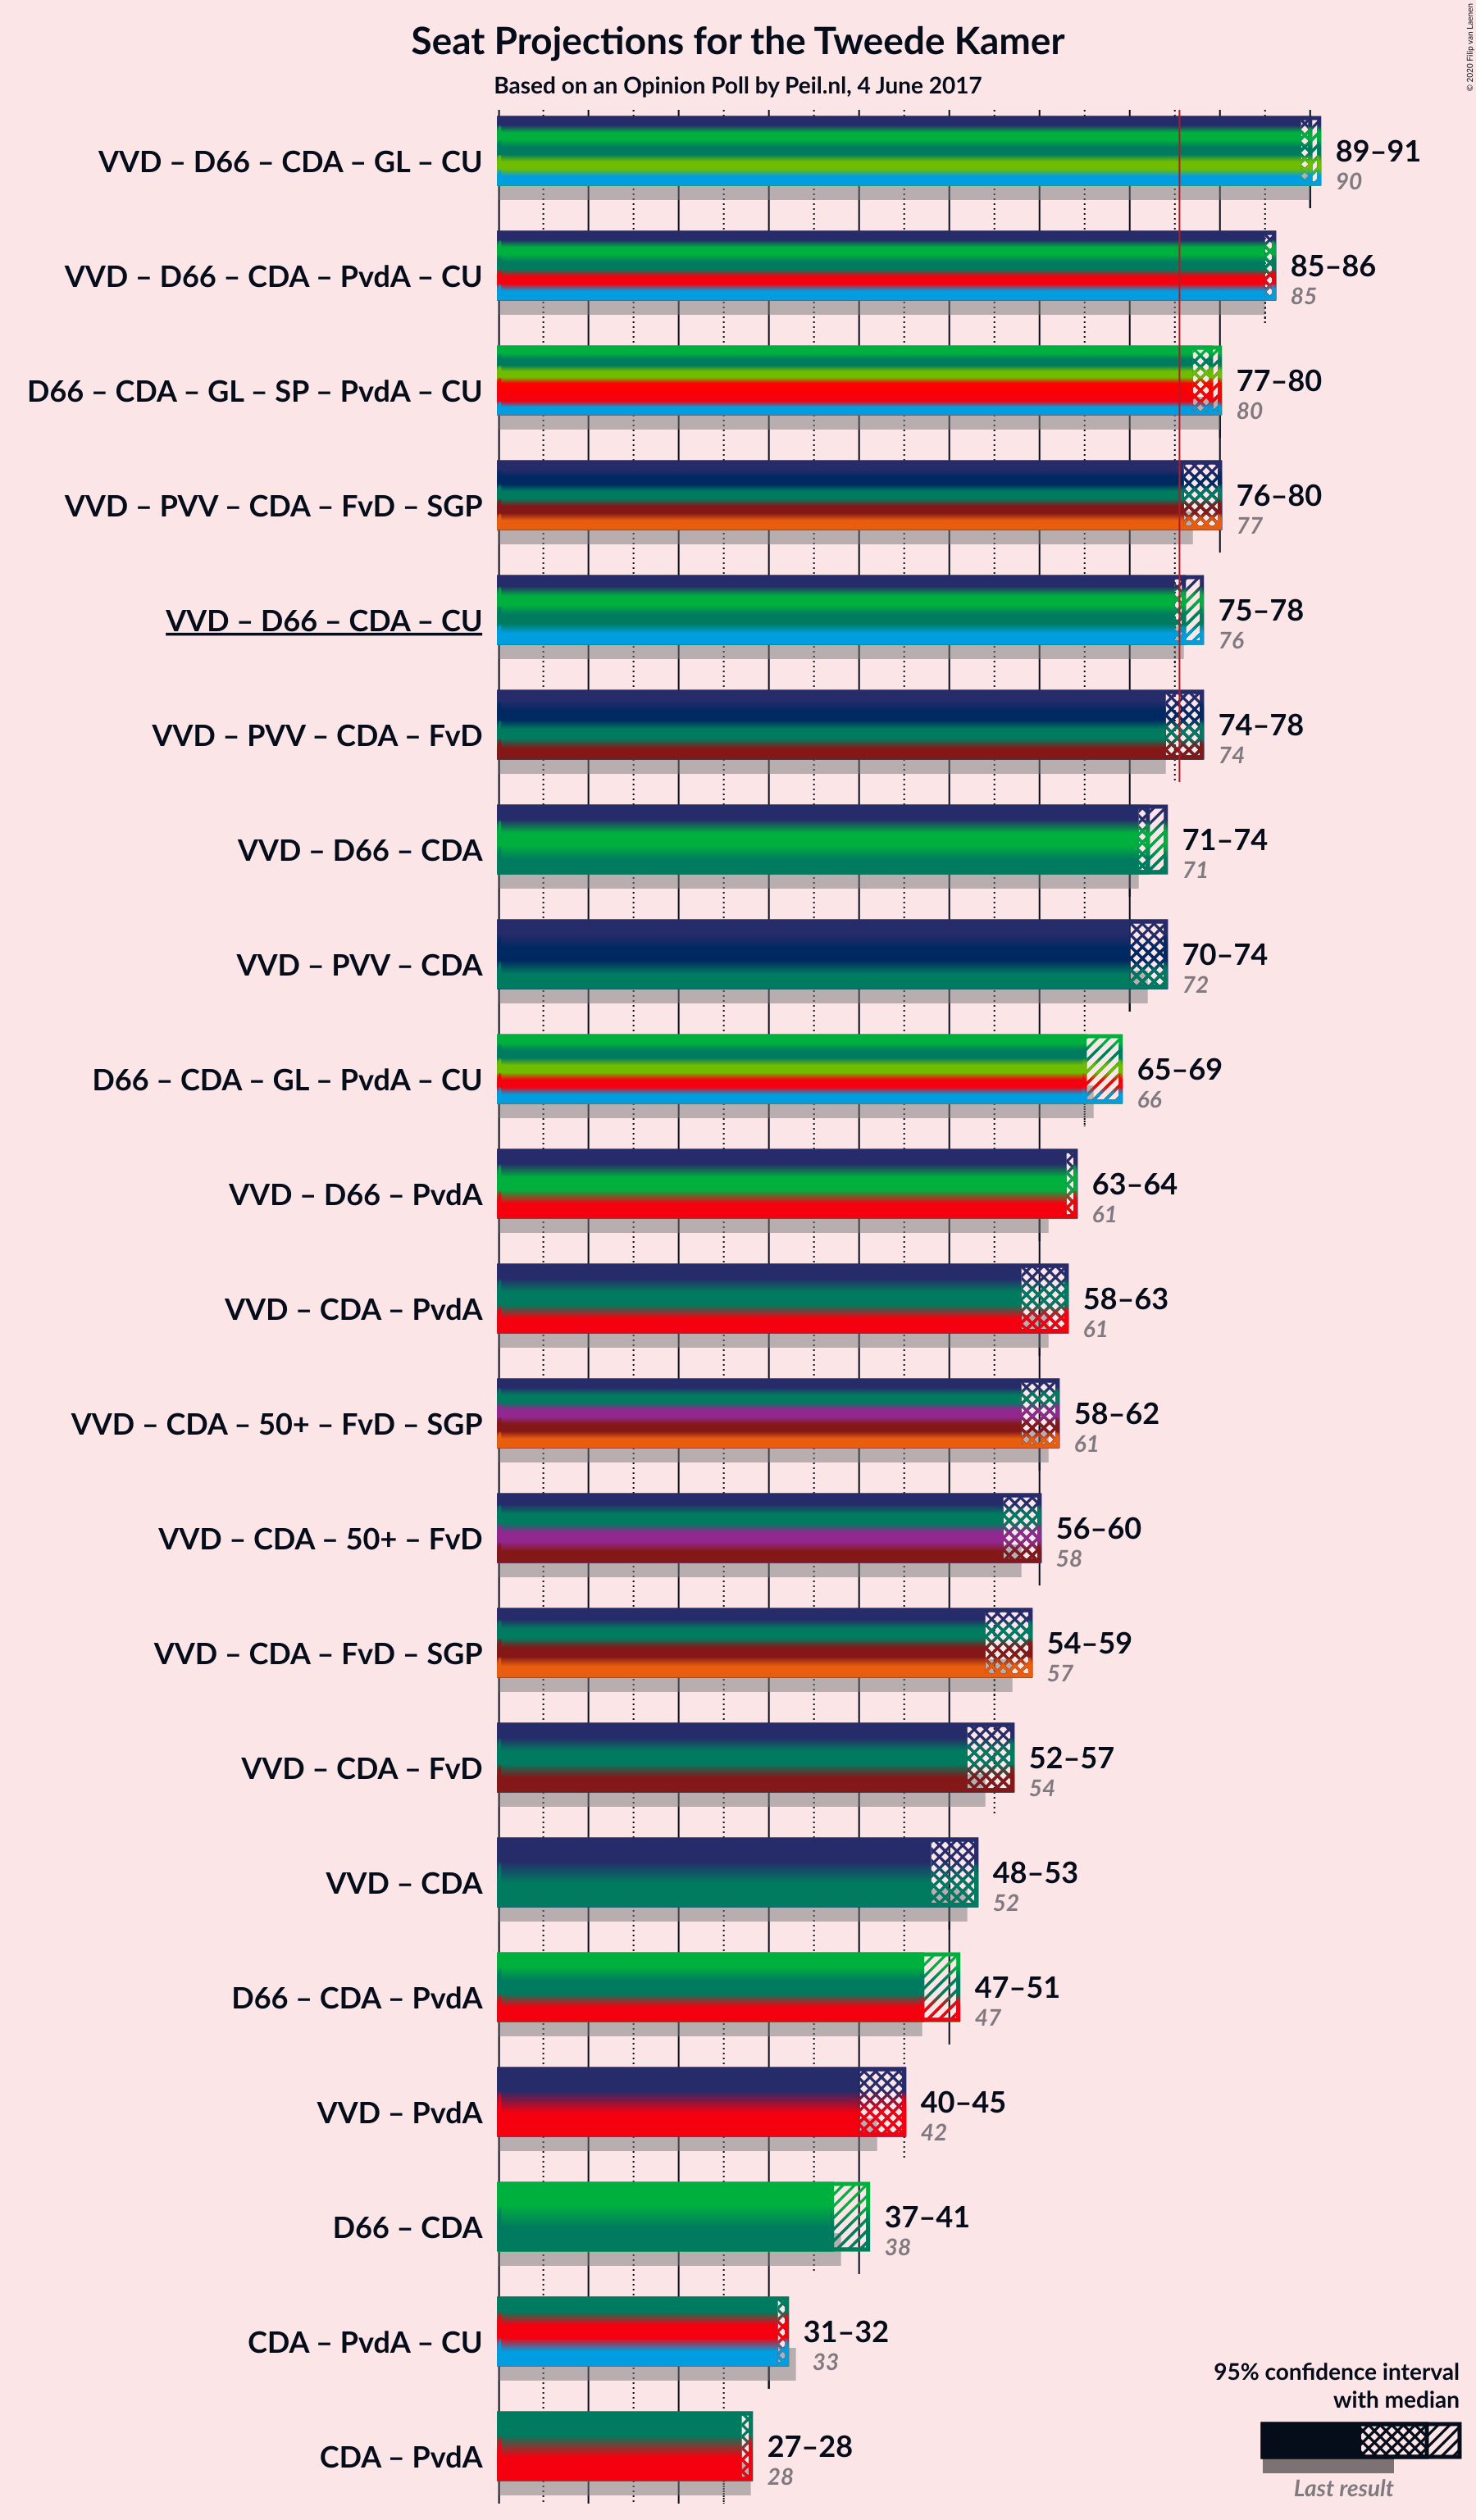 Seat Projections for the Tweede Kamer
Based on an Opinion Poll by Peil.nl, 4 June 2017
© 2020 Filip van Laenen
VVD – D66 – CDA – GL – CU
89–91
90
VVD – D66 – CDA – PvdA – CU
85–86
85
D66 – CDA – GL – SP – PvdA – CU
77–80
80
VVD – PVV – CDA – FvD – SGP
76–80
77
VVD – D66 – CDA – CU
75–78
76
VVD – PVV – CDA – FvD
74–78
74
VVD – D66 – CDA
71–74
71
VVD – PVV – CDA
70–74
72
D66 – CDA – GL – PvdA – CU
65–69
66
VVD – D66 – PvdA
63–64
61
VVD – CDA – PvdA
58–63
61
VVD – CDA – 50+ – FvD – SGP
58–62
61
VVD – CDA – 50+ – FvD
56–60
58
VVD – CDA – FvD – SGP
54–59
57
VVD – CDA – FvD
52–57
54
VVD – CDA
48–53
52
D66 – CDA – PvdA
47–51
47
VVD – PvdA
40–45
42
D66 – CDA
37–41
38
CDA – PvdA – CU
31–32
33
CDA – PvdA
27–28
28
95% confidence interval
with median
Last result